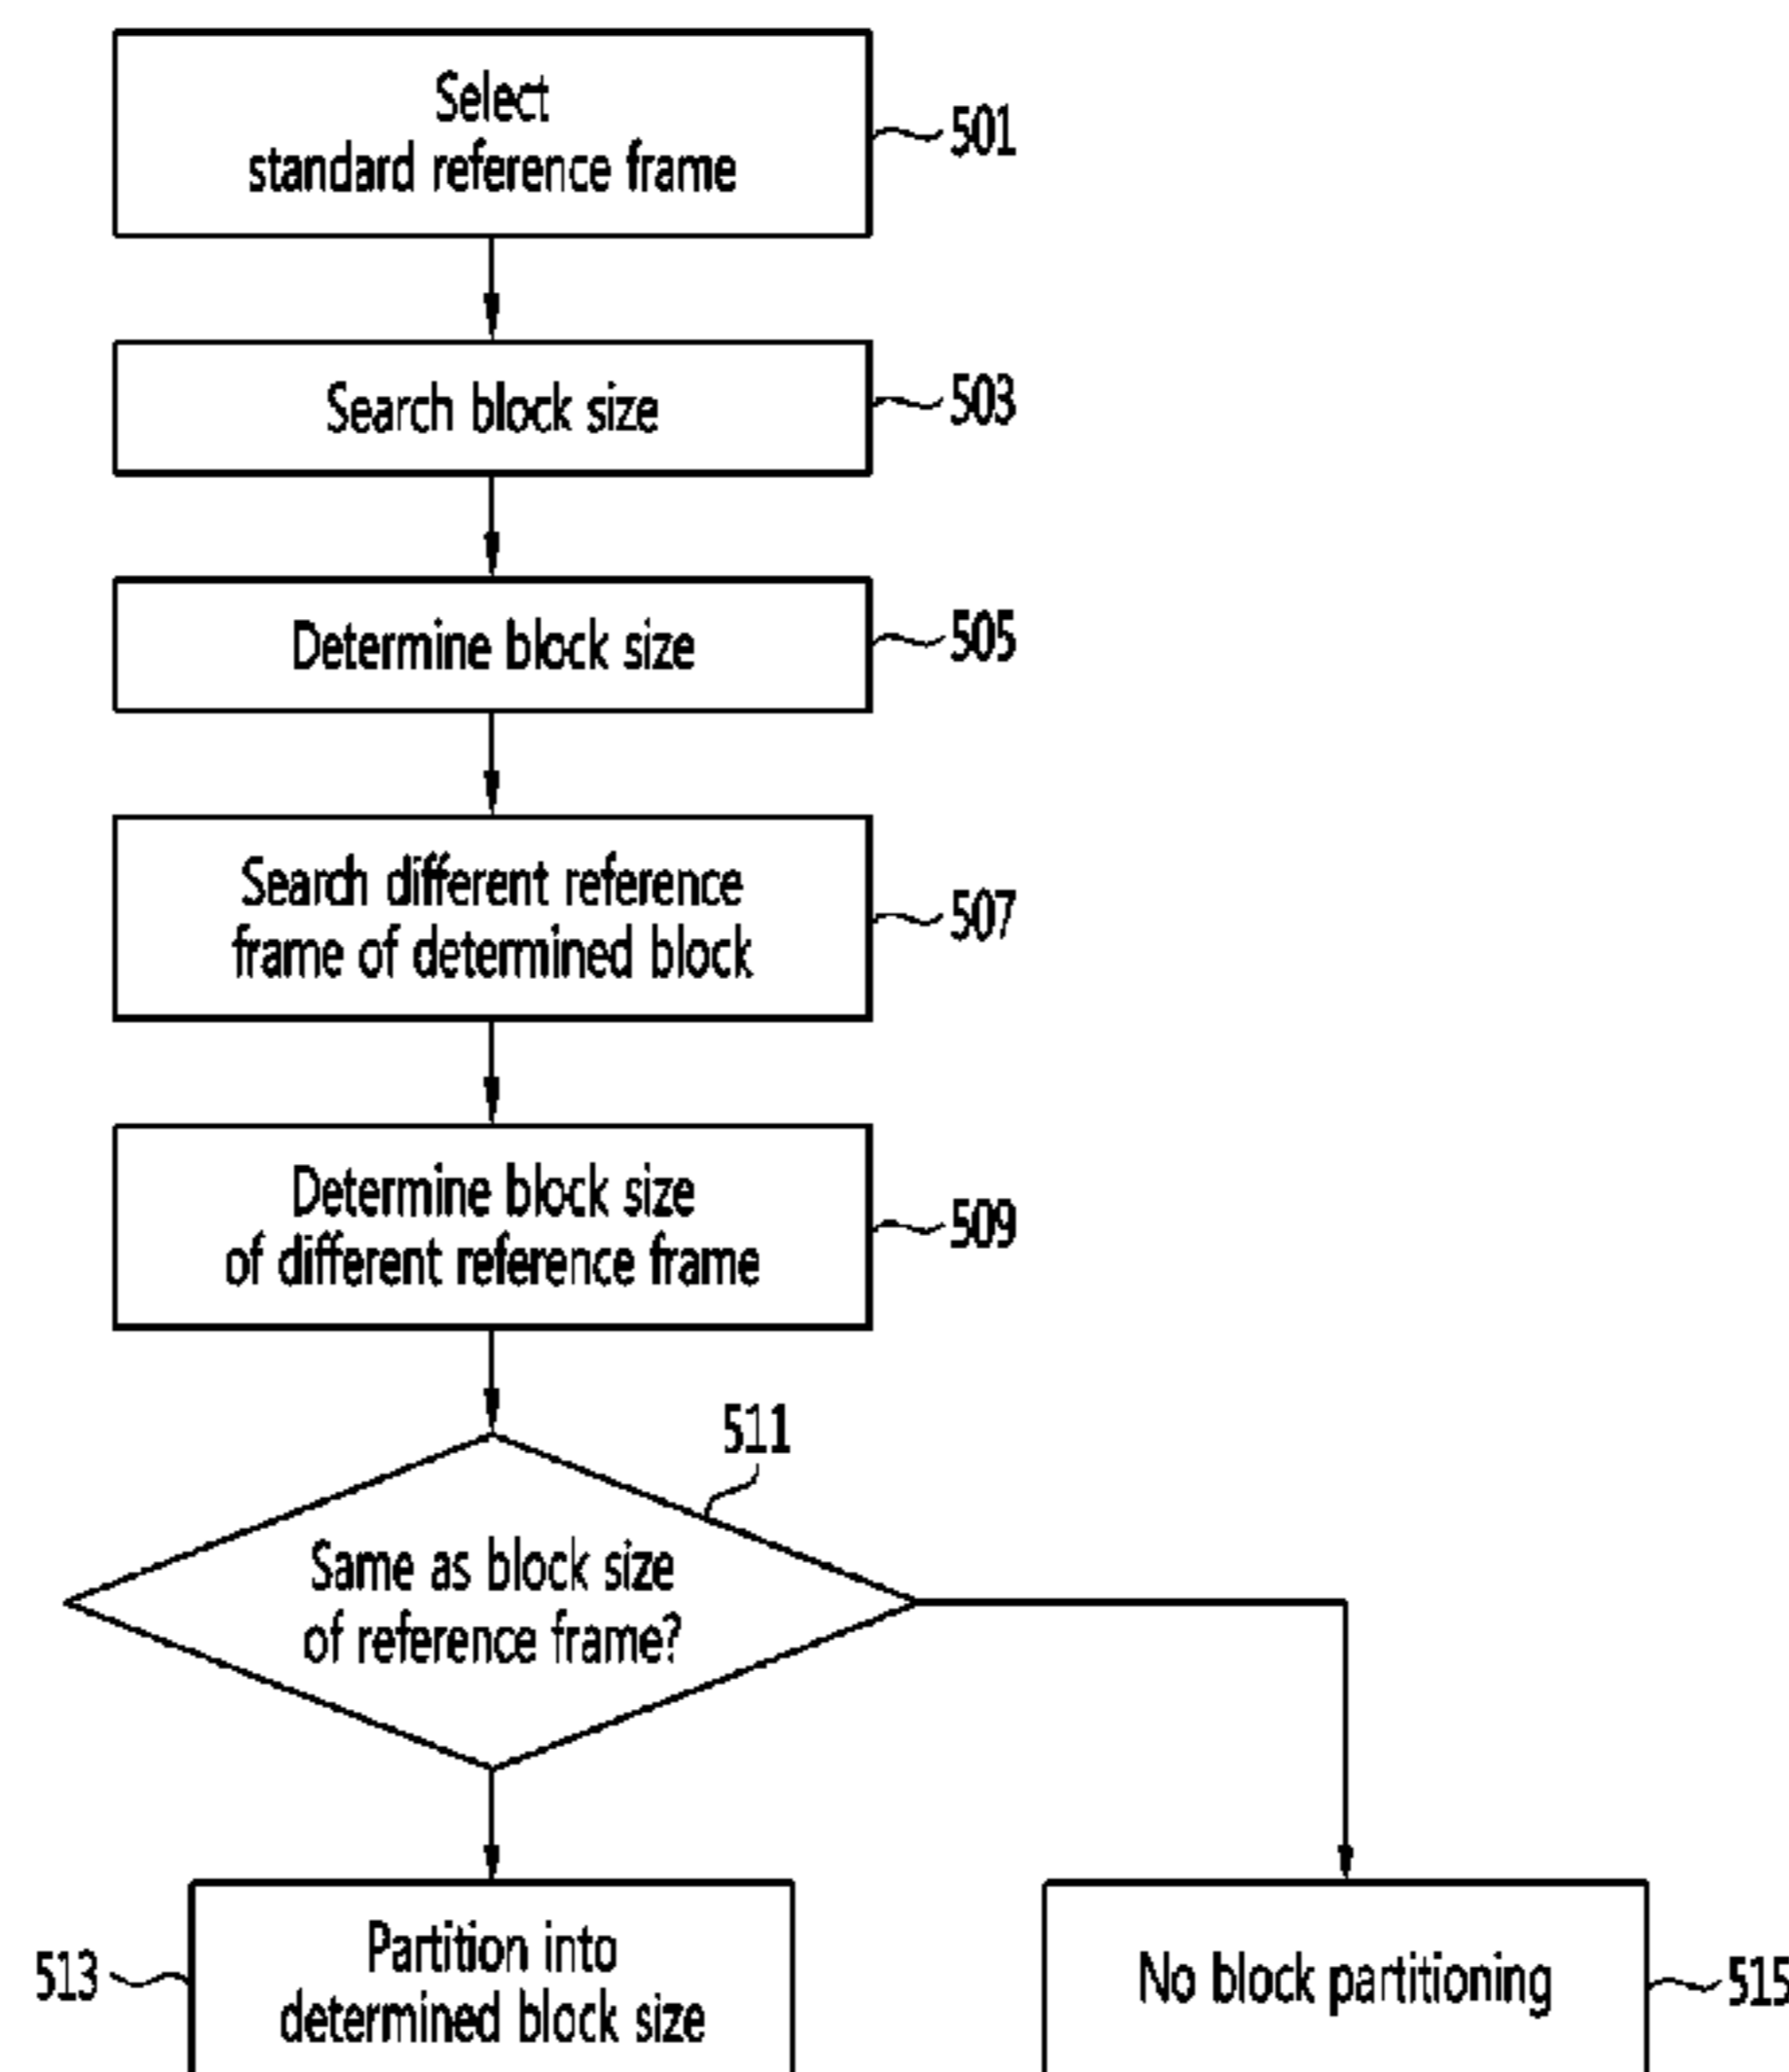 Select
standard reference frame
501
Search block size
503
Determine block size
505
Search different reference
frame of determined block
507
Determine block size
of different reference frame
509
511
Same as block size
of reference frame?
513
Partition into
determined block size
No block partitioning
515